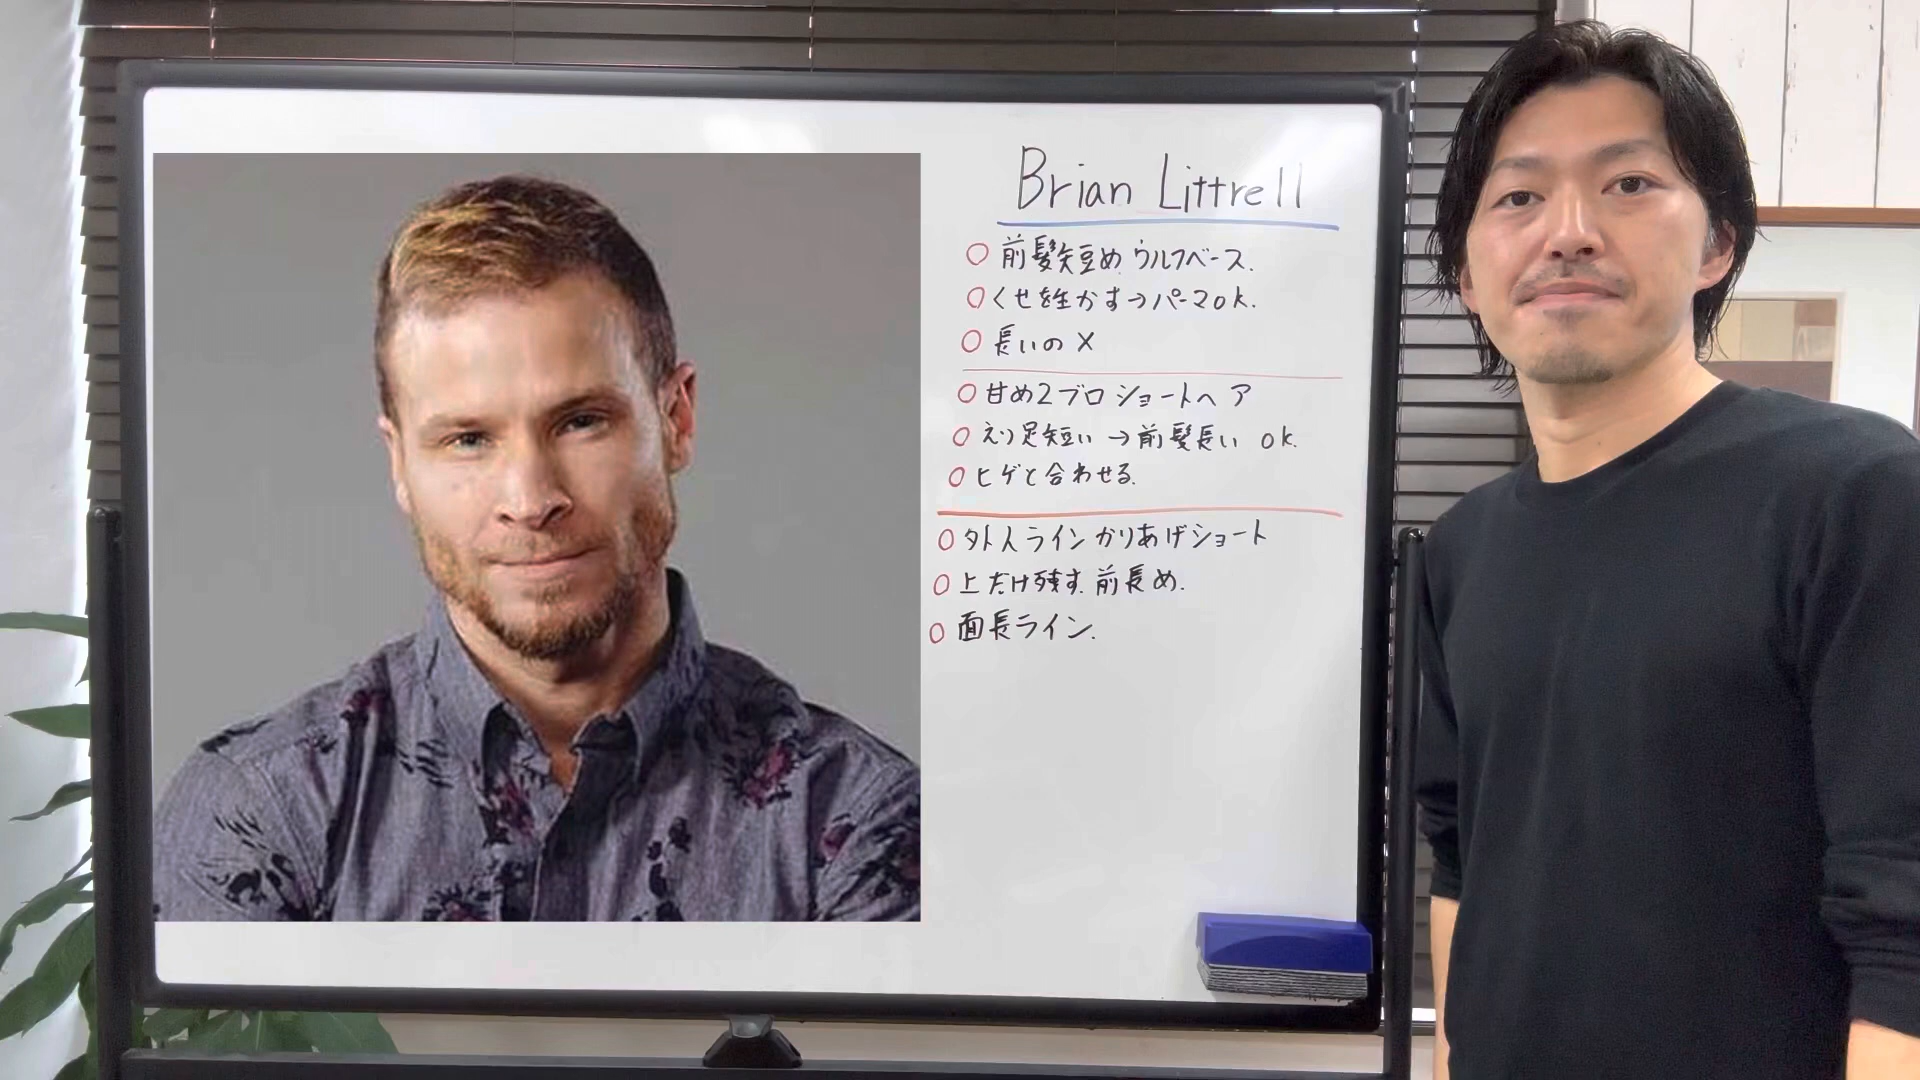 Brian Littrell
○ 前髪短め ウルフベース.
○ くせを生かす→パーマok.
○ 長いの ×
○ 甘め2ブロ ショートヘア
○ えり足短い → 前髪長い ok.
○ ヒゲと合わせる.
○ 外人ライン かりあげショート
○ 上だけ残す. 前長め.
○ 面長ライン.